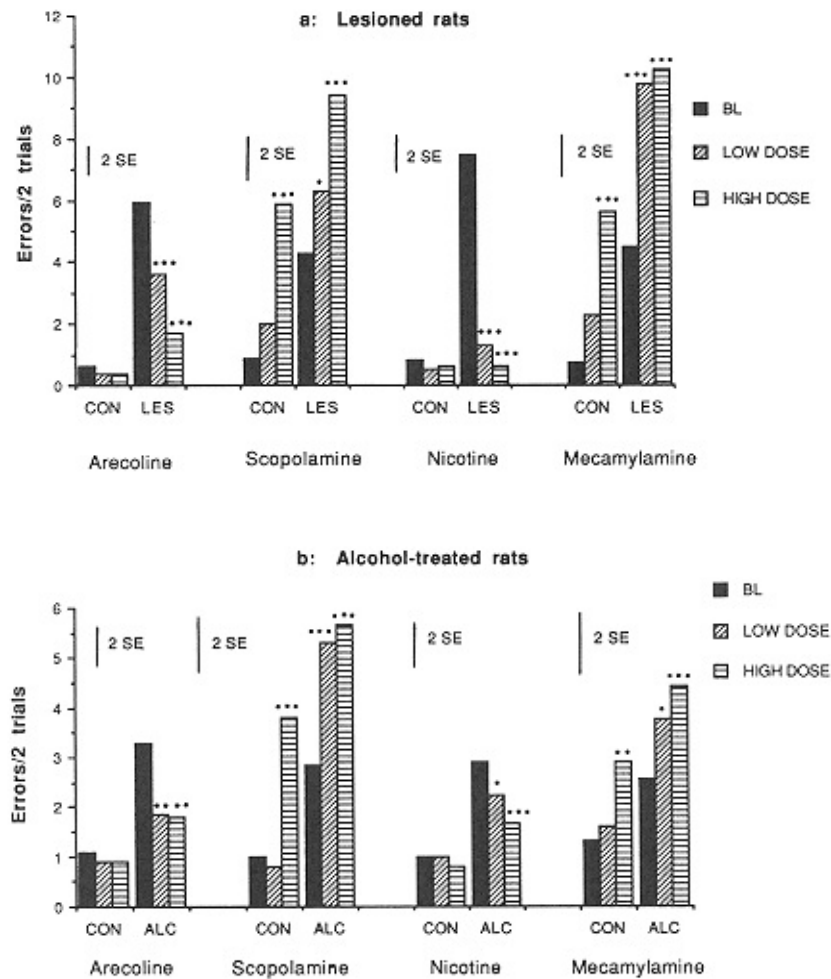 a: Lesioned rats
12
10
8
6
4
2
0
Errors/2 trials
2 SE
2 SE
2 SE
2 SE
***
***
***
*
***
***
***
***
***
***
BL
LOW DOSE
HIGH DOSE
CON LES CON LES CON LES CON LES
Arecoline Scopolamine Nicotine Mecamylamine
b: Alcohol-treated rats
6
5
4
3
2
1
0
Errors/2 trials
2 SE
2 SE
2 SE
2 SE
** **
***
***
***
*
***
**
*
***
BL
LOW DOSE
HIGH DOSE
CON ALC CON ALC CON ALC CON ALC
Arecoline Scopolamine Nicotine Mecamylamine